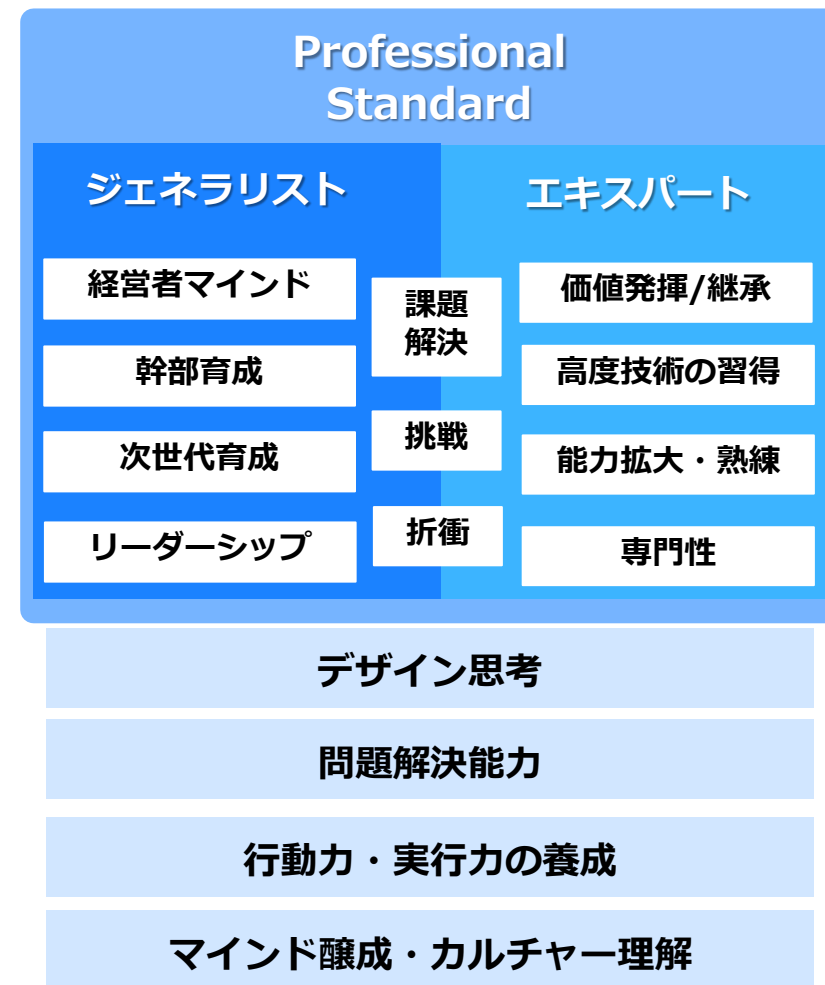 Professional
Standard
ジェネラリスト
エキスパート
経営者マインド
幹部育成
次世代育成
リーダーシップ
課題
解決
挑戦
折衝
価値発揮/継承
高度技術の習得
能力拡大・熟練
専門性
デザイン思考
問題解決能力
行動力・実行力の養成
マインド醸成・カルチャー理解